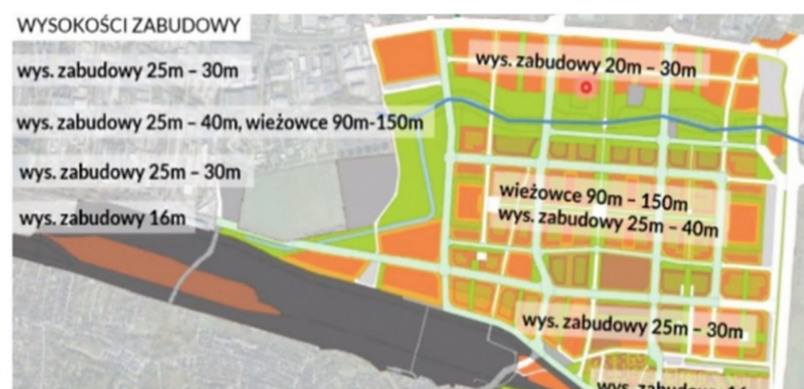 WYSOKOŚCI ZABUDOWY
wys. zabudowy 25m – 30m
wys. zabudowy 25m – 40m, wieżowce 90m-150m
wys. zabudowy 25m – 30m
wys. zabudowy 16m
wys. zabudowy 20m – 30m
wieżowce 90m – 150m
wys. zabudowy 25m – 40m
wys. zabudowy 25m – 30m